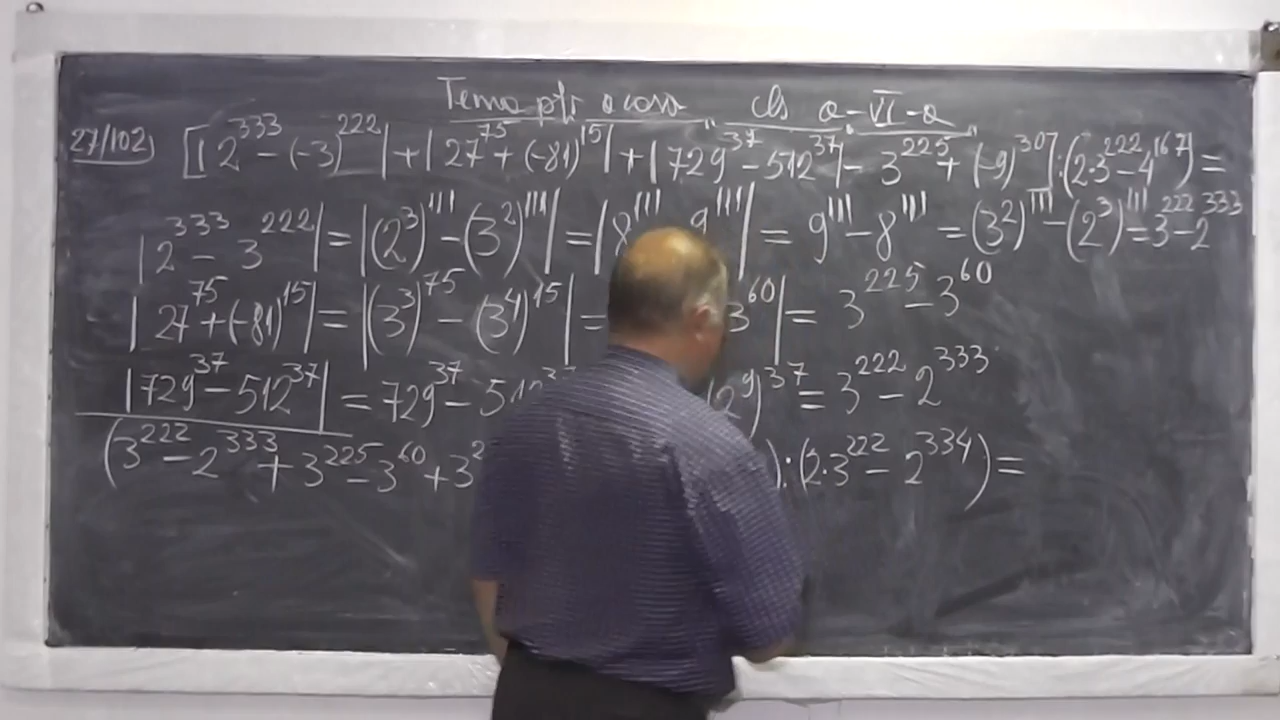 Tema ptr. acasă cls a-VI-a
27/102) [|2^333 - (-3)^222| + |27^75 + (-81)^15| + |729^37 - 512^37| - 3^225 + (-9)^30] : (2·3^222 - 4^167) =
|2^333 - 3^222| = |(2^3)^111 - (3^2)^111| = |8^111 9^111| = 9^111 - 8^111 = (3^2)^111 - (2^3)^111 = 3^222 - 2^333
|27^75 + (-81)^15| = |(3^3)^75 - (3^4)^15| = 3^60| = 3^225 - 3^60
|729^37 - 512^37| = 729^37 - 2^9)^37 = 3^222 - 2^333
(3^222 - 2^333 + 3^225 - 3^60 + 3 ) : (2·3^222 - 2^334) =